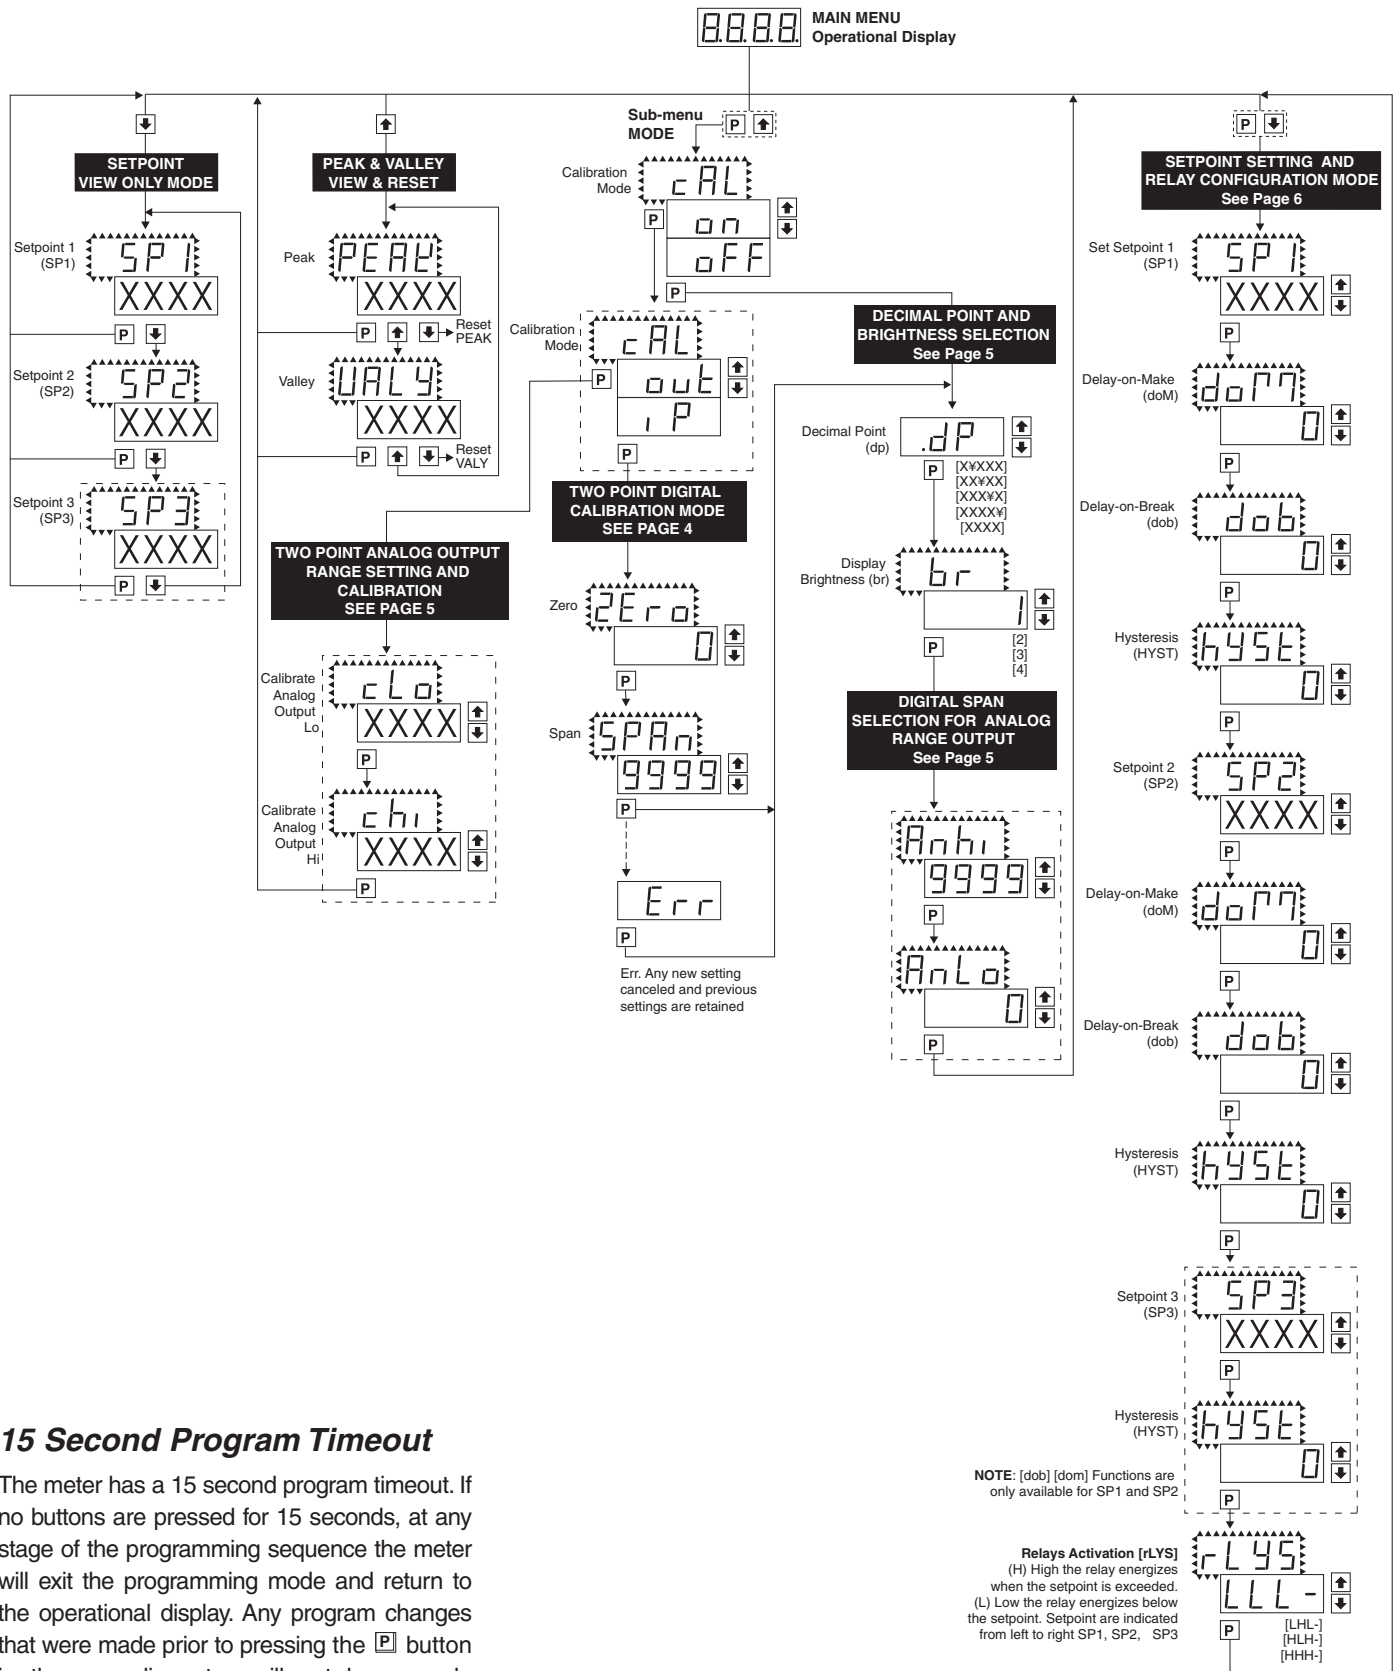 8.8.8.8.
MAIN MENU
Operational Display
SETPOINT
VIEW ONLY MODE
Setpoint 1
(SP1)
SP1
XXXX
P
Setpoint 2
(SP2)
SP2
XXXX
P
Setpoint 3
(SP3)
SP3
XXXX
P
PEAK & VALLEY
VIEW & RESET
Peak
PEAK
XXXX
P
Reset
PEAK
Valley
VALY
XXXX
P
Reset
VALY
Sub-menu
MODE
P
Calibration
Mode
cAL
P
on
oFF
P
Calibration
Mode
cAL
P
out
iP
P
TWO POINT ANALOG OUTPUT
RANGE SETTING AND
CALIBRATION
SEE PAGE 5
Calibrate
Analog
Output
Lo
cLo
XXXX
P
Calibrate
Analog
Output
Hi
chi
XXXX
P
TWO POINT DIGITAL
CALIBRATION MODE
SEE PAGE 4
Zero
ZEro
0
P
Span
SPAn
9999
P
Err
P
Err. Any new setting
canceled and previous
settings are retained
DECIMAL POINT AND
BRIGHTNESS SELECTION
See Page 5
Decimal Point
(dp)
.dP
P
[X¥XXX]
[XX¥XX]
[XXX¥X]
[XXXX¥]
[XXXX]
Display
Brightness (br)
br
1
P
[2]
[3]
[4]
DIGITAL SPAN
SELECTION FOR ANALOG
RANGE OUTPUT
See Page 5
Anhi
9999
P
AnLo
0
P
P
SETPOINT SETTING AND
RELAY CONFIGURATION MODE
See Page 6
Set Setpoint 1
(SP1)
SP1
XXXX
P
Delay-on-Make
(doM)
doM
0
P
Delay-on-Break
(dob)
dob
0
P
Hysteresis
(HYST)
hYSt
0
P
Setpoint 2
(SP2)
SP2
XXXX
P
Delay-on-Make
(doM)
doM
0
P
Delay-on-Break
(dob)
dob
0
P
Hysteresis
(HYST)
hYSt
0
P
Setpoint 3
(SP3)
SP3
XXXX
P
Hysteresis
(HYST)
hYSt
0
P
NOTE: [dob] [dom] Functions are
only available for SP1 and SP2
Relays Activation [rLYS]
(H) High the relay energizes
when the setpoint is exceeded.
(L) Low the relay energizes below
the setpoint. Setpoint are indicated
from left to right SP1, SP2, SP3
rLYS
LLL-
P
[LHL-]
[HLH-]
[HHH-]
15 Second Program Timeout
The meter has a 15 second program timeout. If
no buttons are pressed for 15 seconds, at any
stage of the programming sequence the meter
will exit the programming mode and return to
the operational display. Any program changes
that were made prior to pressing the P button